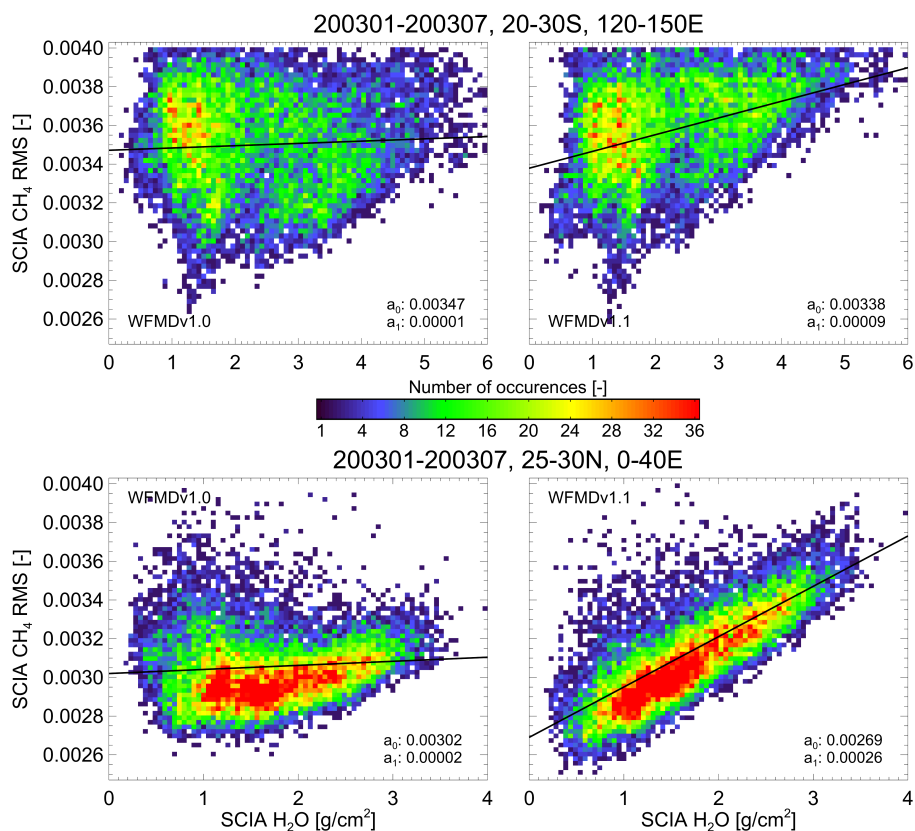 200301-200307, 20-30S, 120-150E
SCIA CH₄ RMS [-]
0.0040
0.0038
0.0036
0.0034
0.0032
0.0030
0.0028
0.0026
WFMDv1.0
a₀: 0.00347
a₁: 0.00001
0 1 2 3 4 5 6
WFMDv1.1
a₀: 0.00338
a₁: 0.00009
0 1 2 3 4 5 6
Number of occurences [-]
1 4 8 12 16 20 24 28 32 36
200301-200307, 25-30N, 0-40E
SCIA CH₄ RMS [-]
0.0040
0.0038
0.0036
0.0034
0.0032
0.0030
0.0028
0.0026
WFMDv1.0
a₀: 0.00302
a₁: 0.00002
0 1 2 3 4
SCIA H₂O [g/cm²]
WFMDv1.1
a₀: 0.00269
a₁: 0.00026
0 1 2 3 4
SCIA H₂O [g/cm²]